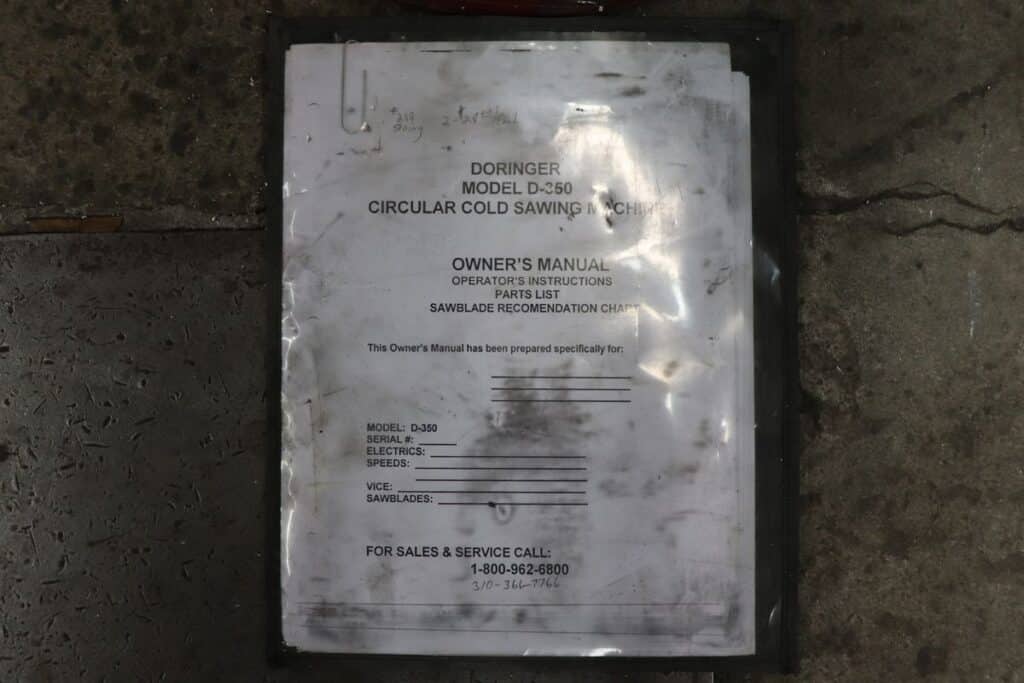 DORINGER
MODEL D-350
CIRCULAR COLD SAWING MACHINE
OWNER'S MANUAL
OPERATOR'S INSTRUCTIONS
PARTS LIST
SAWBLADE RECOMENDATION CHART
This Owner's Manual has been prepared specifically for:
MODEL: D-350
SERIAL #:
ELECTRICS:
SPEEDS:
VICE:
SAWBLADES:
FOR SALES & SERVICE CALL:
1-800-962-6800
310-366-7766